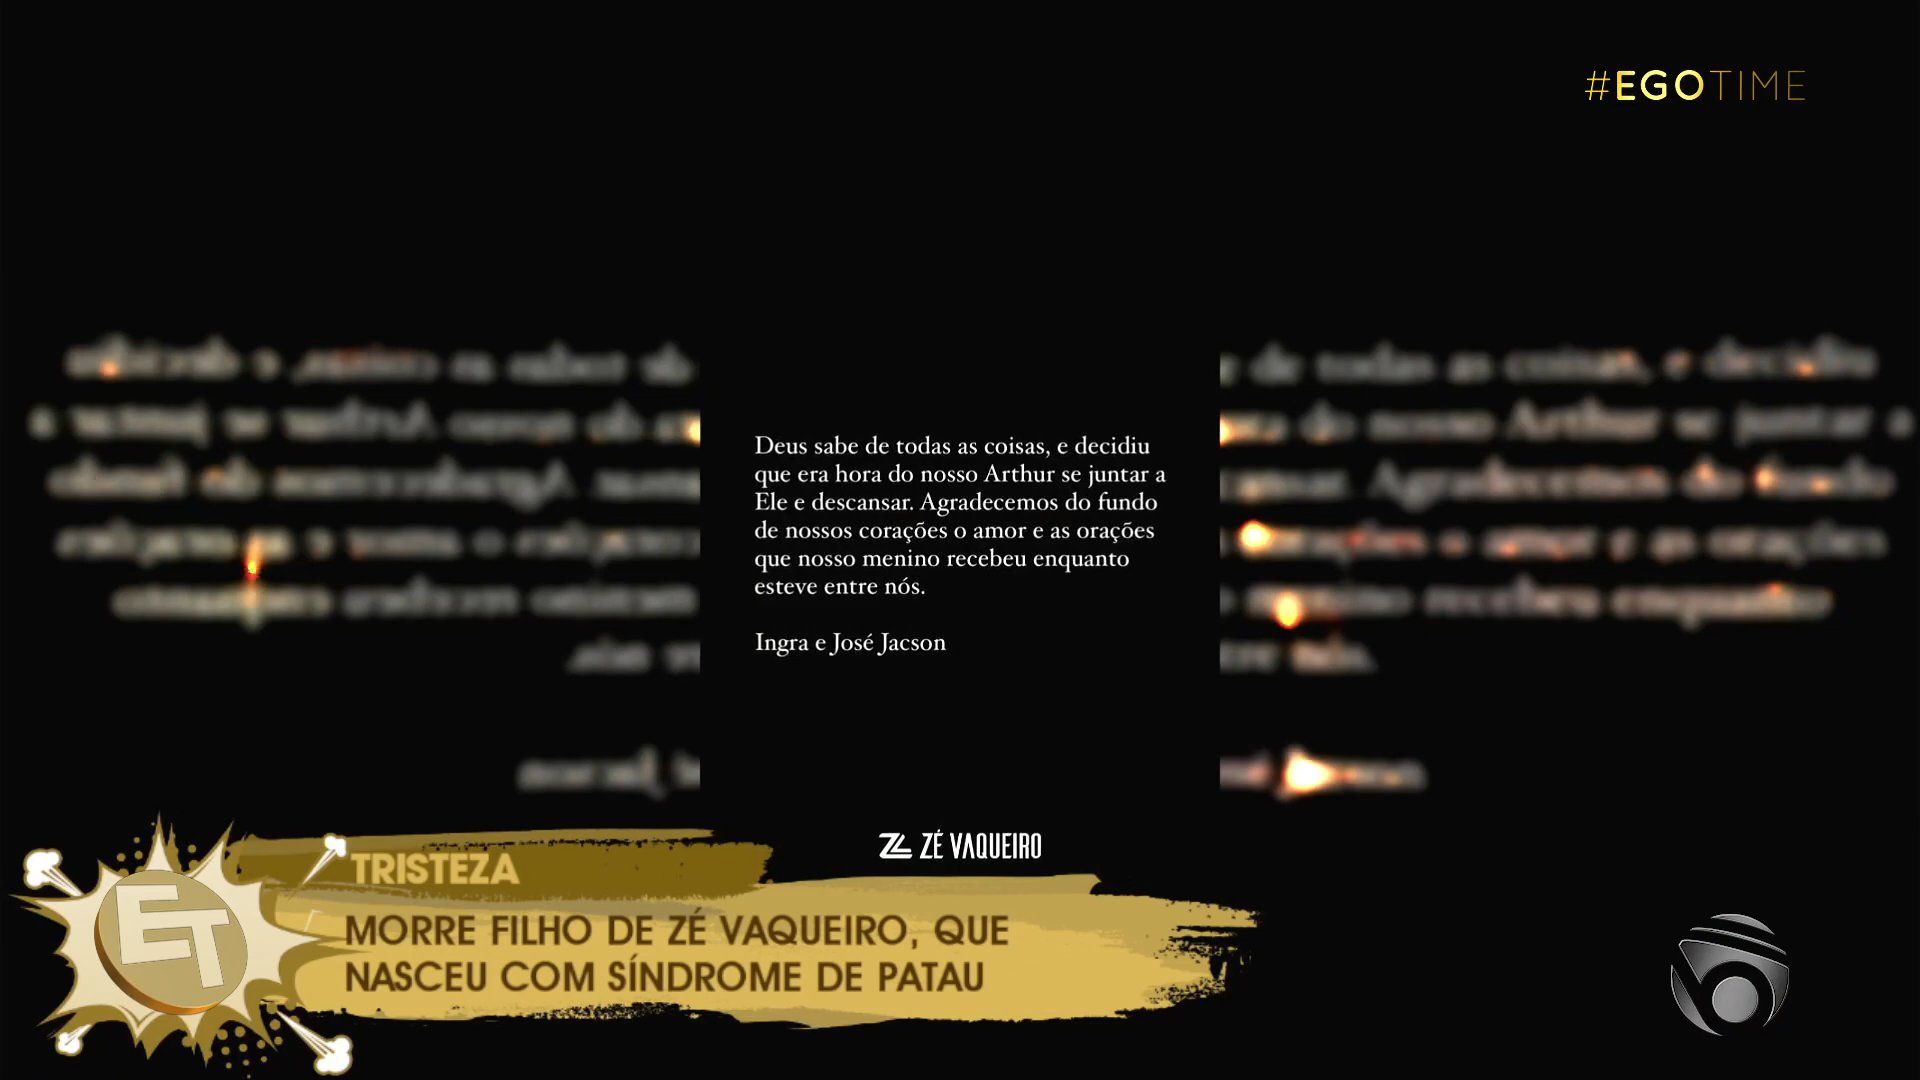 #EGOTIME
Deus sabe de todas as coisas, e decidiu
que era hora do nosso Arthur se juntar a
Ele e descansar. Agradecemos do fundo
de nossos corações o amor e as orações
que nosso menino recebeu enquanto
esteve entre nós.
Ingra e José Jacson
ZÉ VAQUEIRO
ET
TRISTEZA
MORRE FILHO DE ZÉ VAQUEIRO, QUE
NASCEU COM SÍNDROME DE PATAU